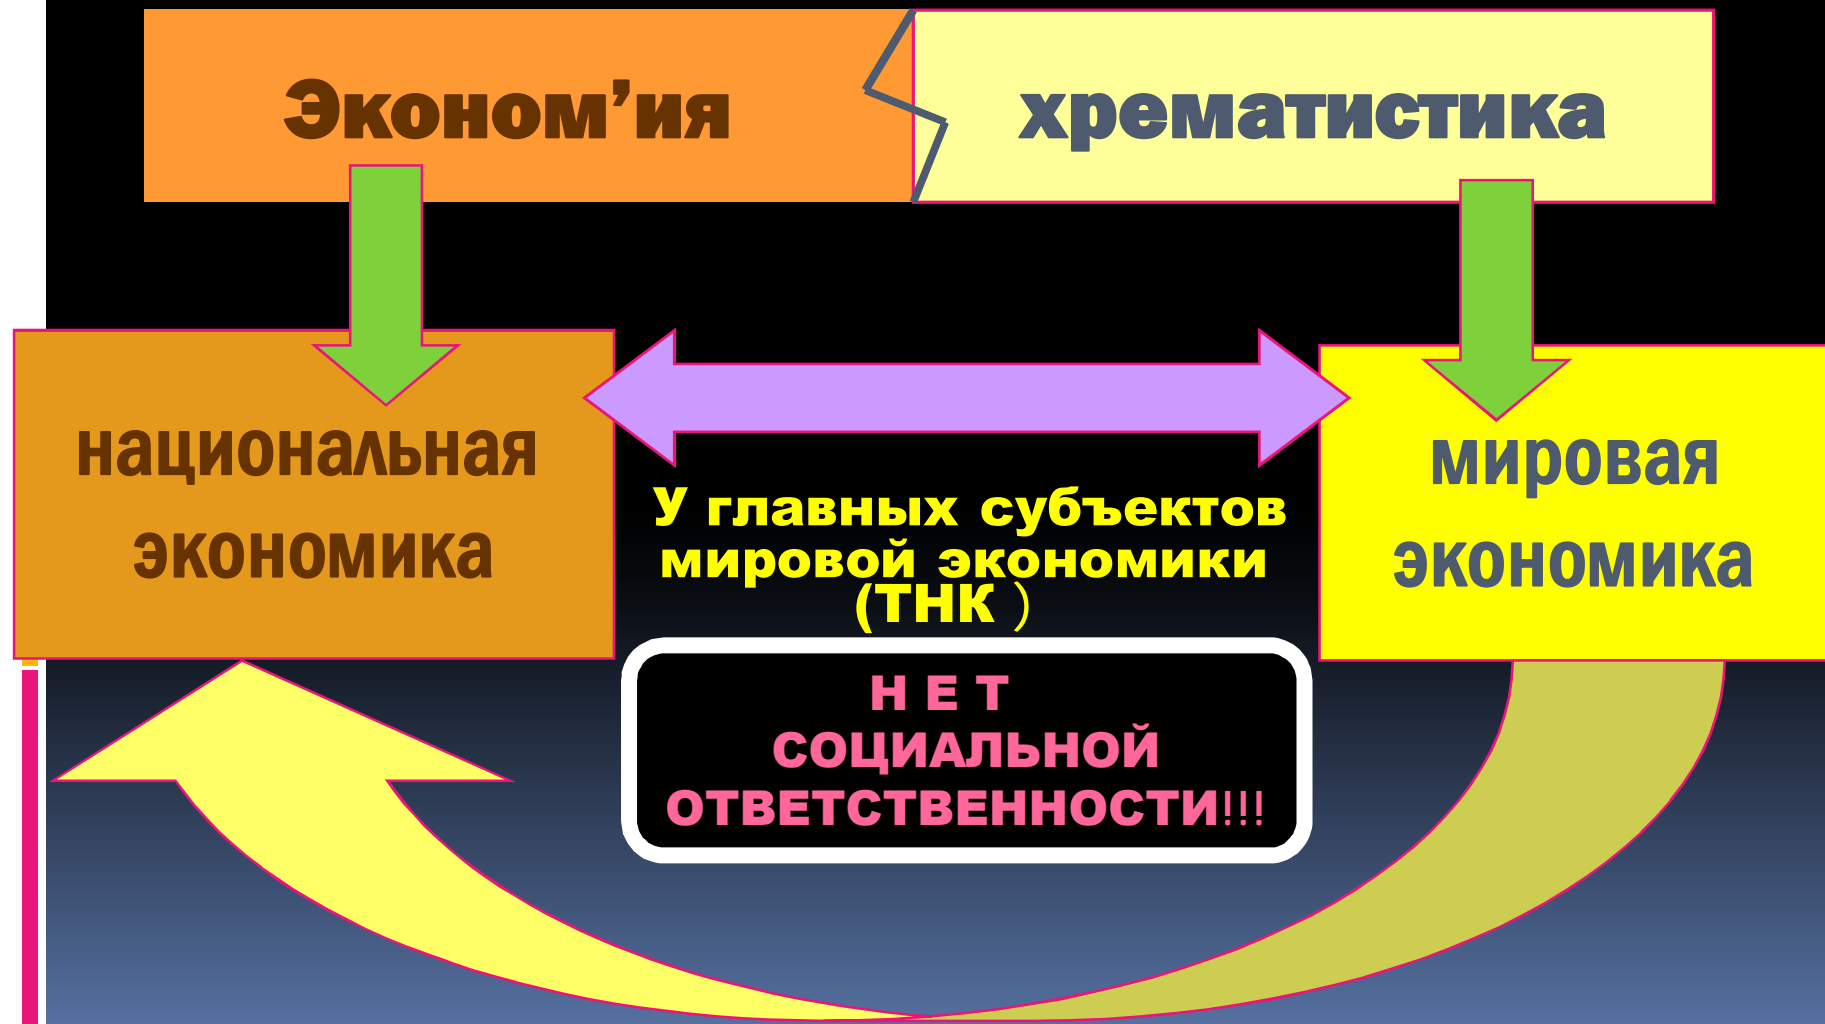 Эконом’ия
хрематистика
национальная
экономика
У главных субъектов
мировой экономики
(ТНК )
Н Е Т
СОЦИАЛЬНОЙ
ОТВЕТСТВЕННОСТИ!!!
мировая
экономика